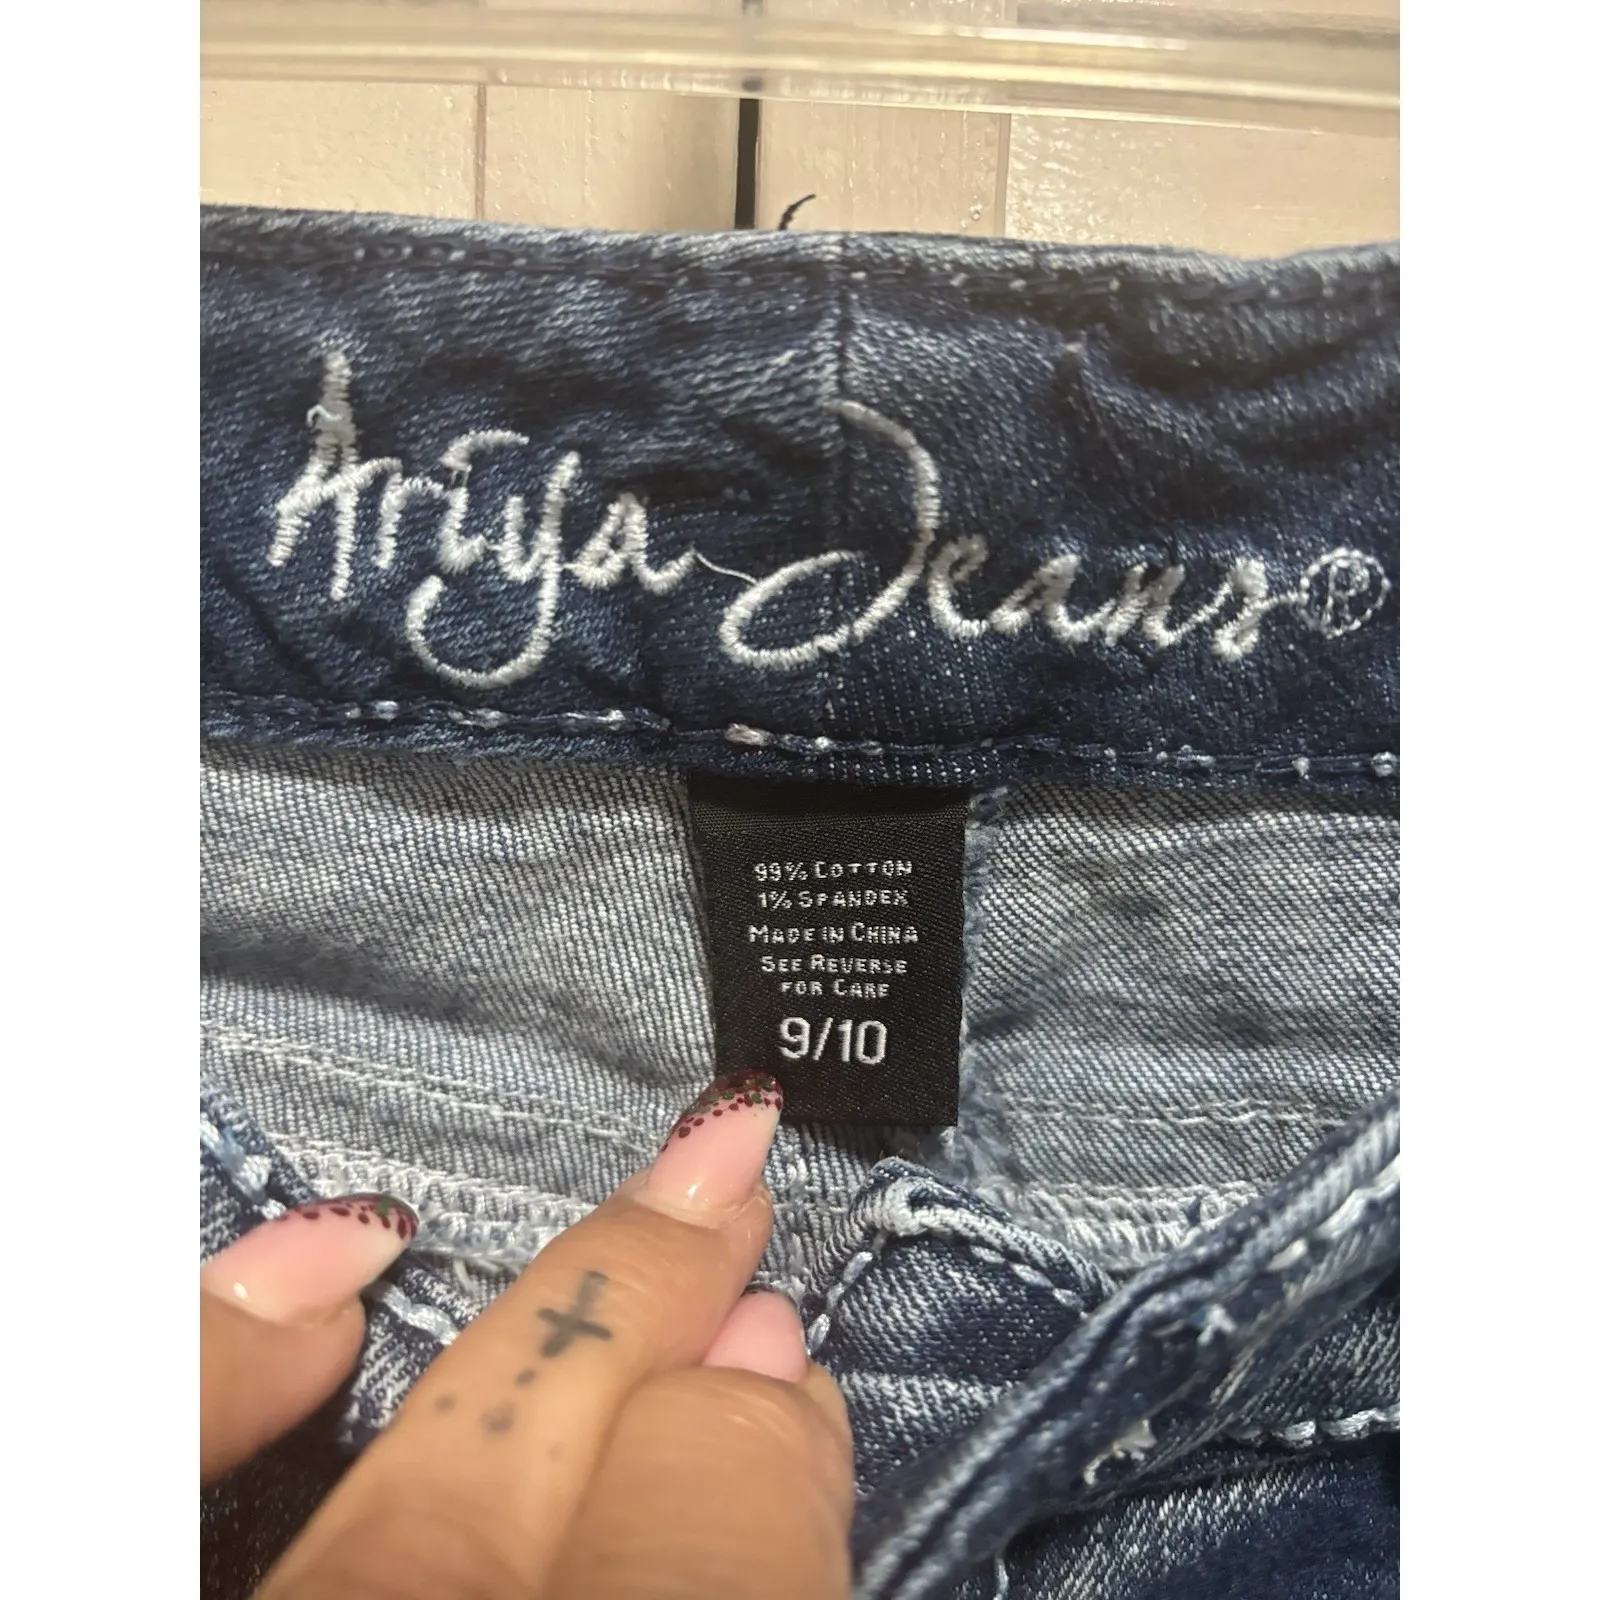 Ariya Jeans®
99% COTTON
1% SPANDEX
MADE IN CHINA
SEE REVERSE
FOR CARE
9/10